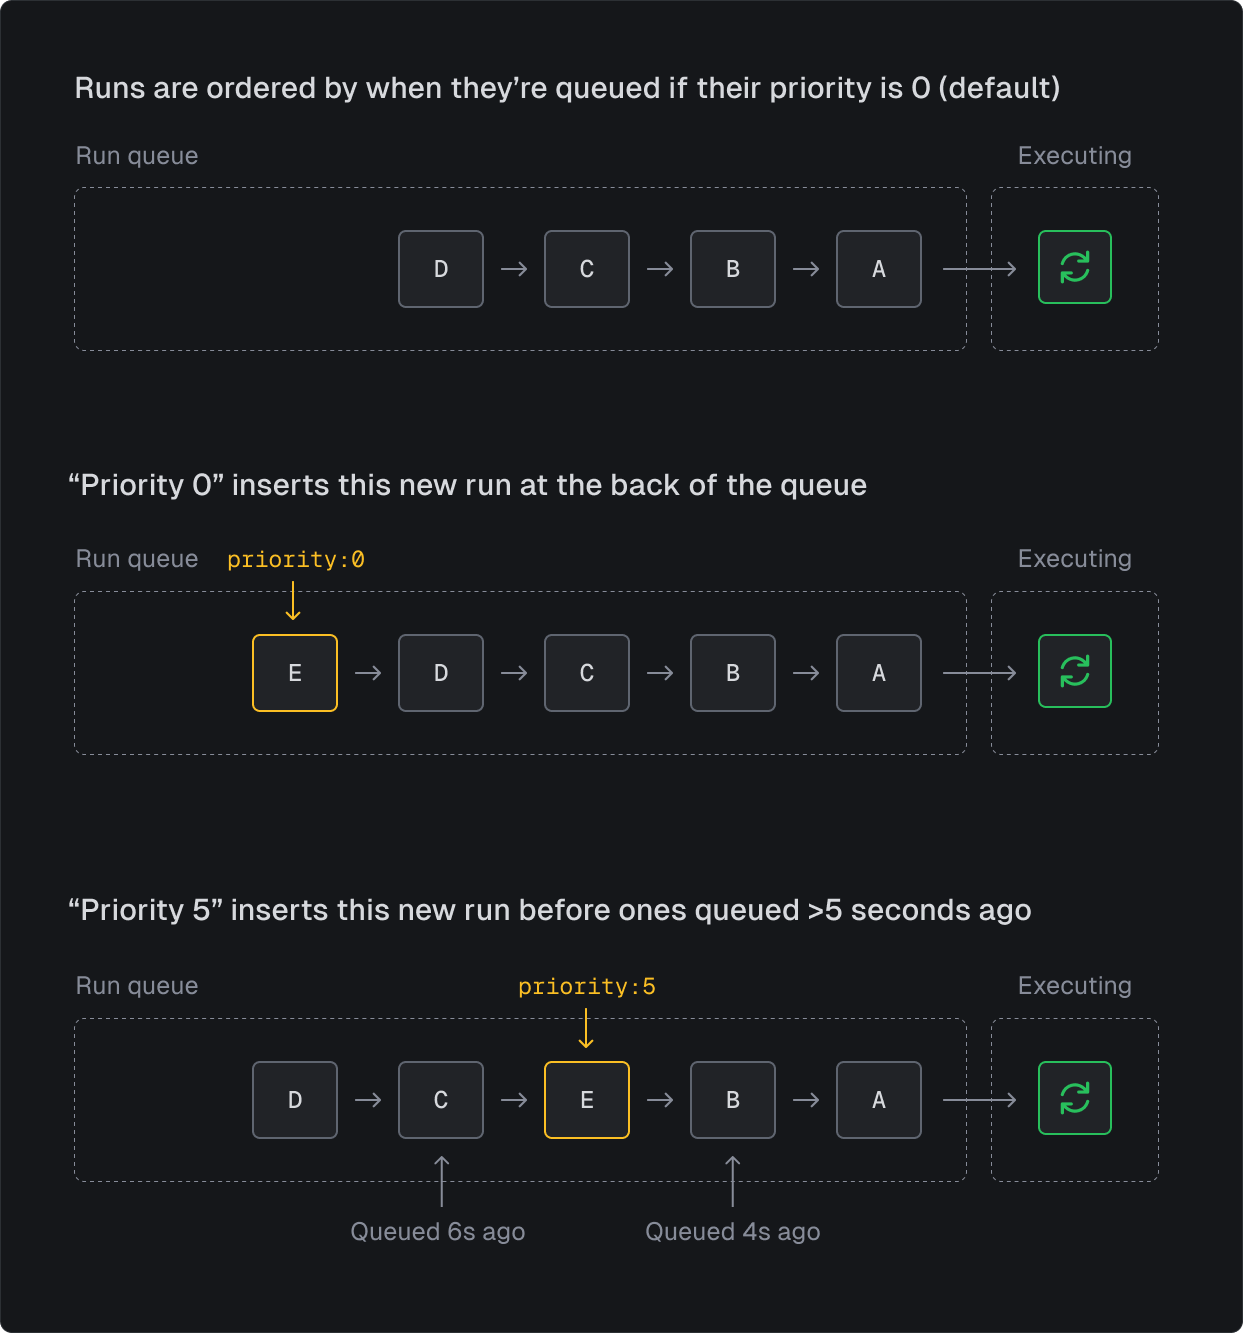 Runs are ordered by when they’re queued if their priority is 0 (default)
Run queue
Executing
D
C
B
A
“Priority 0” inserts this new run at the back of the queue
Run queue
priority:0
Executing
E
D
C
B
A
“Priority 5” inserts this new run before ones queued >5 seconds ago
Run queue
priority:5
Executing
D
C
E
B
A
Queued 6s ago
Queued 4s ago